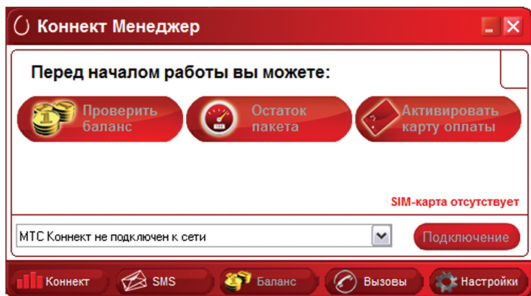 Коннект Менеджер
Перед началом работы вы можете:
Проверить баланс
Остаток пакета
Активировать карту оплаты
SIM-карта отсутствует
МТС Коннект не подключен к сети
Подключение
Коннект
SMS
Баланс
Вызовы
Настройки